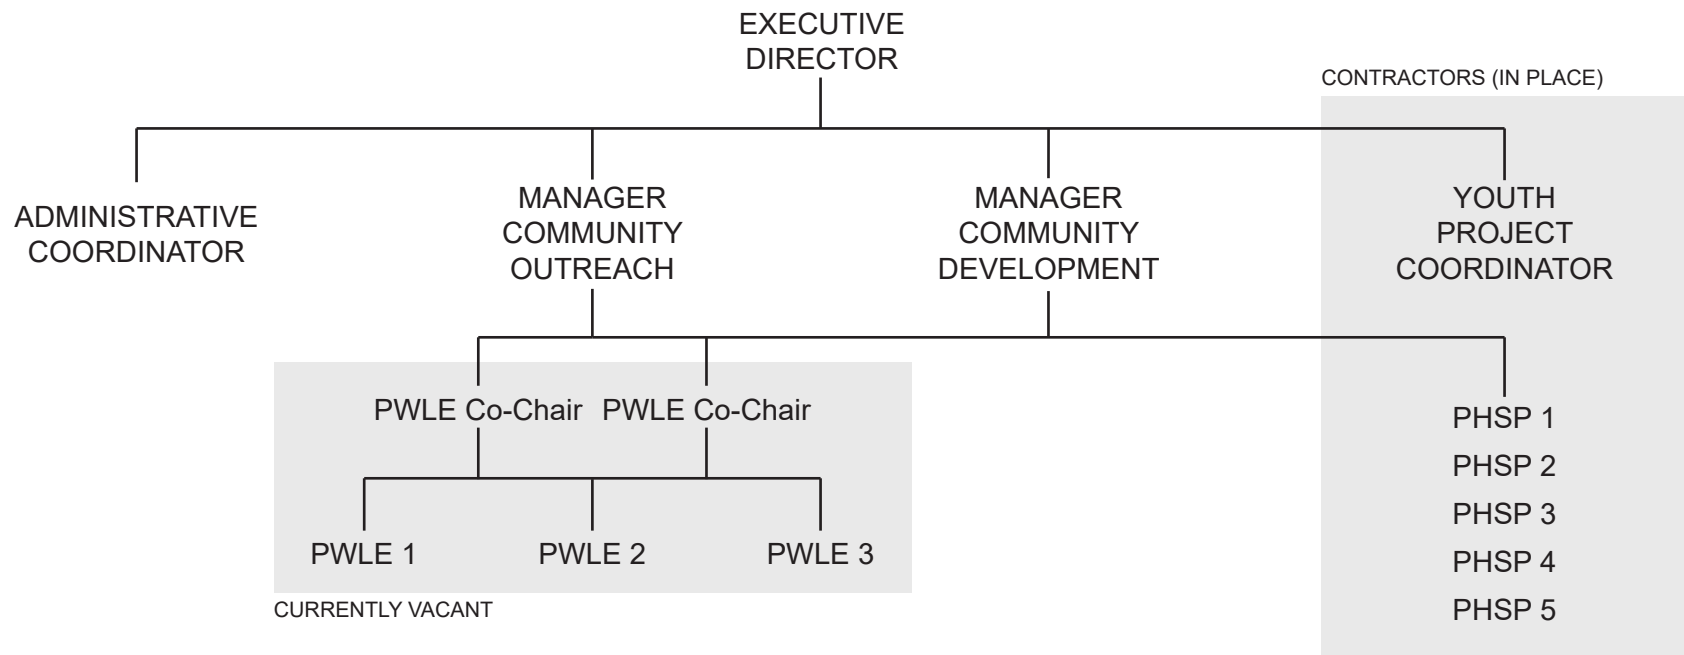 EXECUTIVE
DIRECTOR
CONTRACTORS (IN PLACE)
ADMINISTRATIVE
COORDINATOR
MANAGER
COMMUNITY
OUTREACH
MANAGER
COMMUNITY
DEVELOPMENT
YOUTH
PROJECT
COORDINATOR
PWLE Co-Chair
PWLE Co-Chair
PWLE 1
PWLE 2
PWLE 3
CURRENTLY VACANT
PHSP 1
PHSP 2
PHSP 3
PHSP 4
PHSP 5